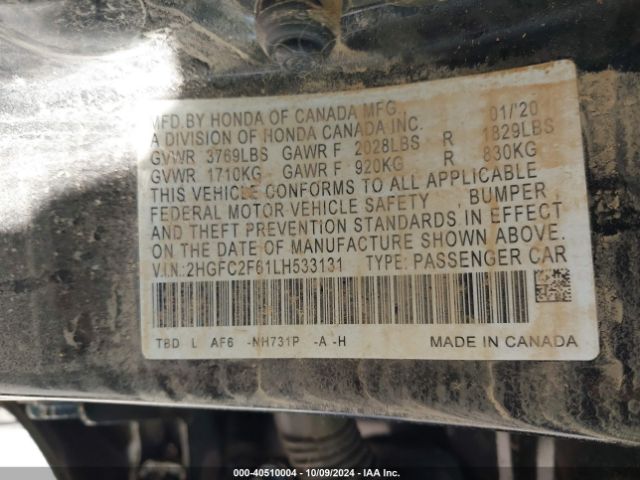 MFD.BY HONDA OF CANADA MFG. 01/'20
A DIVISION OF HONDA CANADA INC.
GVWR 3769LBS GAWR F 2028LBS R 1829LBS
GVWR 1710KG GAWR F 920KG R 830KG
THIS VEHICLE CONFORMS TO ALL APPLICABLE
FEDERAL MOTOR VEHICLE SAFETY , BUMPER
AND THEFT PREVENTION STANDARDS IN EFFECT
ON THE DATE OF MANUFACTURE SHOWN ABOVE.
V.I.N.:2HGFC2F61LH533131 TYPE: PASSENGER CAR
TBD L AF6 -NH731P -A -H MADE IN CANADA
000-40510004 | 10/09/2024 | IAA Inc.